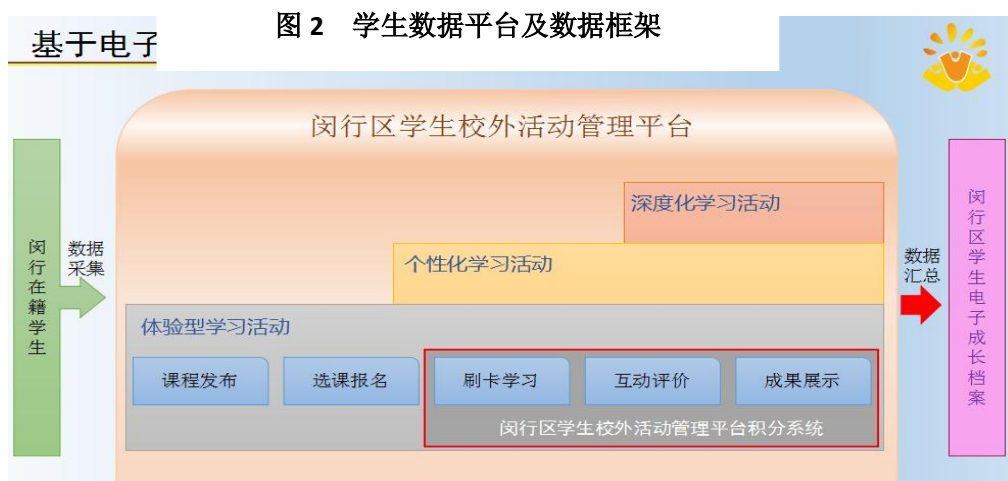 图 2 学生数据平台及数据框架
基于电子
闵行区学生校外活动管理平台
深度化学习活动
个性化学习活动
体验型学习活动
课程发布
选课报名
刷卡学习
互动评价
成果展示
闵行区学生校外活动管理平台积分系统
闵行在籍学生
数据
采集
数据
汇总
闵行区学生电子成长档案